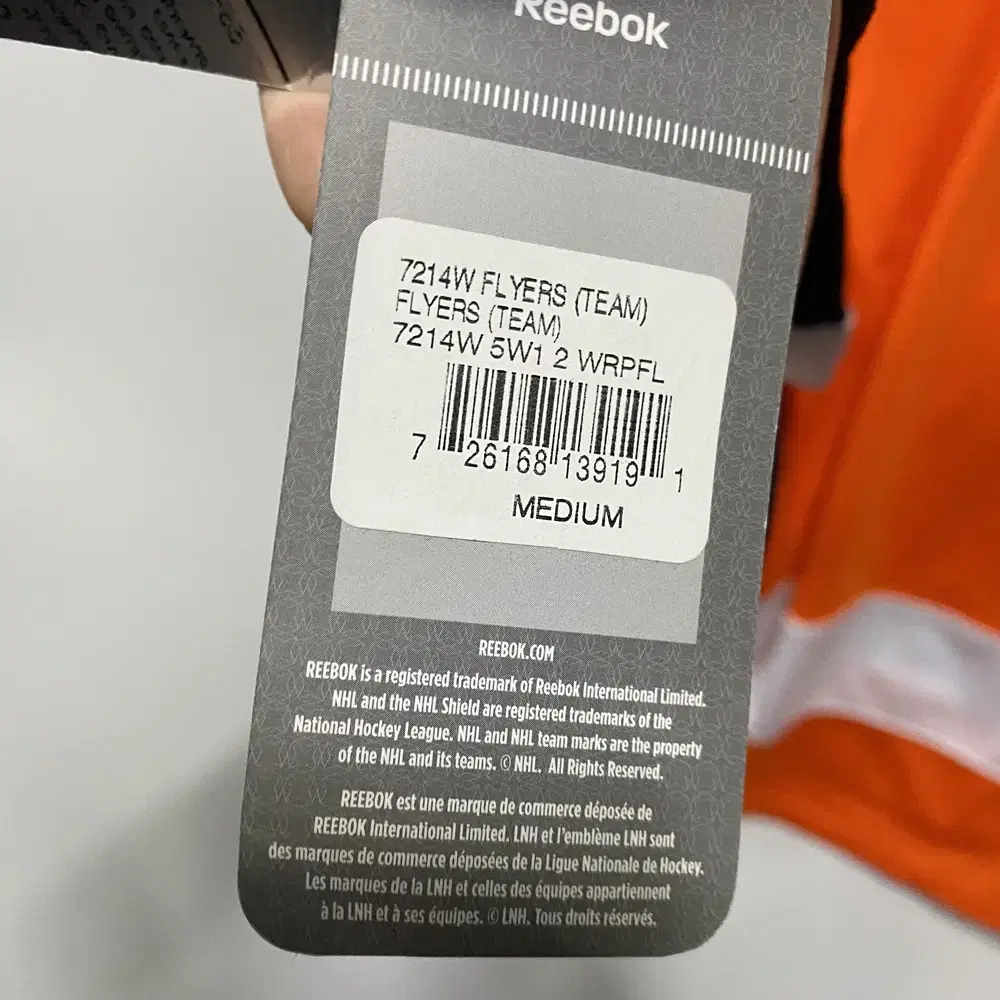 Reebok
7214W FLYERS (TEAM)
FLYERS (TEAM)
7214W 5W1 2 WRPFL
7 26168 13919 1
MEDIUM
REEBOK.COM
REEBOK is a registered trademark of Reebok International Limited.
NHL and the NHL Shield are registered trademarks of the
National Hockey League. NHL and NHL team marks are the property
of the NHL and its teams. © NHL. All Rights Reserved.
REEBOK est une marque de commerce déposée de
REEBOK International Limited. LNH et l'emblème LNH sont
des marques de commerce déposées de la Ligue Nationale de Hockey.
Les marques de la LNH et celles des équipes appartiennent
à la LNH et à ses équipes. © LNH. Tous droits réservés.